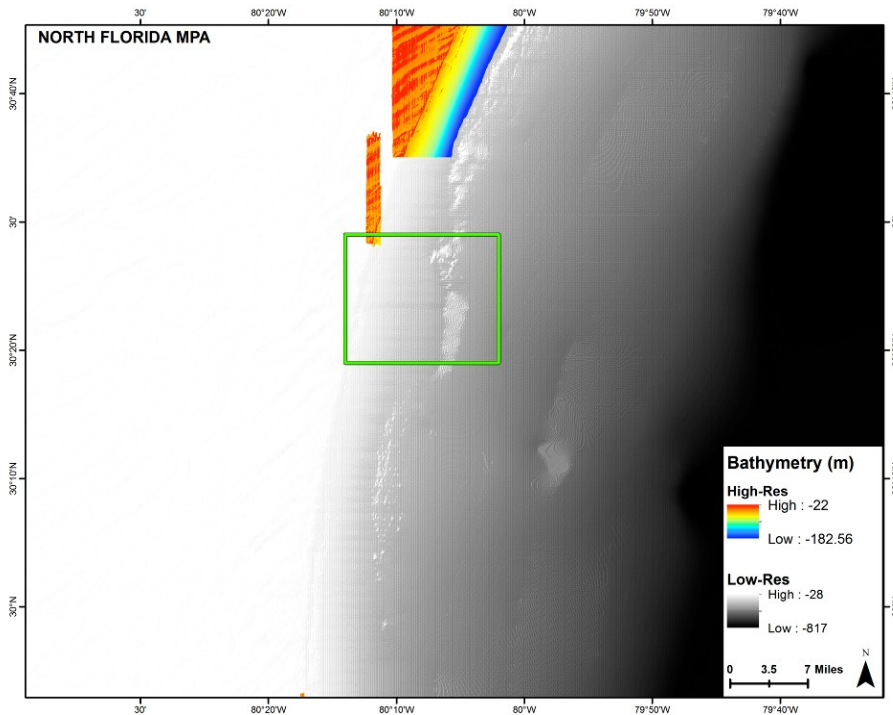 30' 80°20'W 80°10'W 80°W 79°50'W 79°40'W
NORTH FLORIDA MPA
30°40'N
30'
30°20'N
30°10'N
30°N
Bathymetry (m)
High-Res
High : -22
Low : -182.56
Low-Res
High : -28
Low : -817
N
0 3.5 7 Miles
30' 80°20'W 80°10'W 80°W 79°50'W 79°40'W